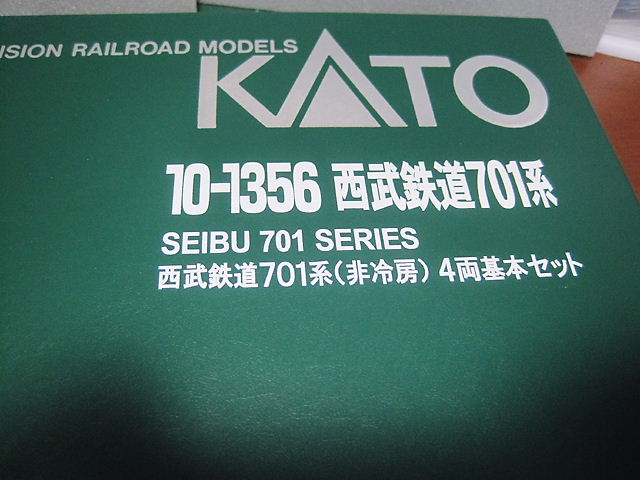 ISION RAILROAD MODELS
KATO
10-1356 西武鉄道701系
SEIBU 701 SERIES
西武鉄道701系(非冷房) 4両基本セット